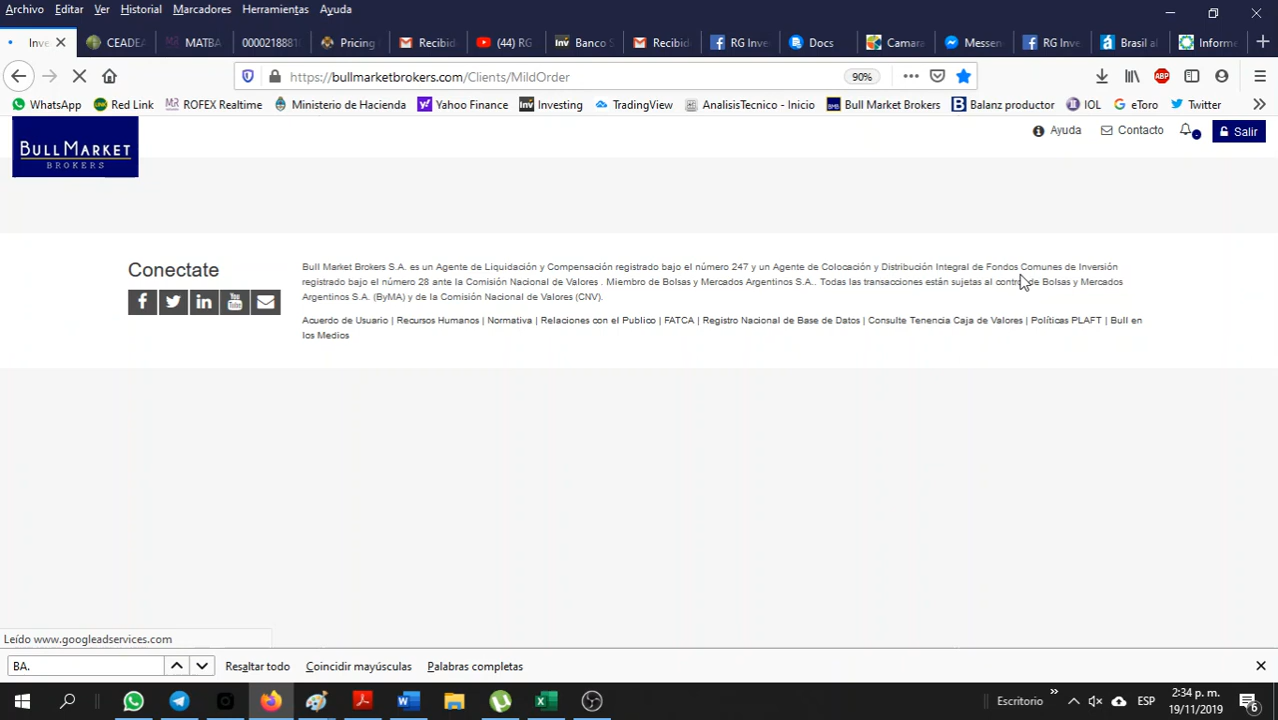 Archivo Editar Ver Historial Marcadores Herramientas Ayuda
Inve CEADEA MATBA 0000218881 Pricing Recibid (44) RG Banco S Recibid RG Inve Docs Camara Messen RG Inve Brasil al Informe
https://bullmarketbrokers.com/Clients/MildOrder 90%
WhatsApp Red Link ROFEX Realtime Ministerio de Hacienda Yahoo Finance Investing TradingView AnalisisTecnico - Inicio Bull Market Brokers Balanz productor IOL eToro Twitter
BULL MARKET
BROKERS
Ayuda Contacto Salir
Conectate
Bull Market Brokers S.A. es un Agente de Liquidación y Compensación registrado bajo el número 247 y un Agente de Colocación y Distribución Integral de Fondos Comunes de Inversión
registrado bajo el número 28 ante la Comisión Nacional de Valores . Miembro de Bolsas y Mercados Argentinos S.A.. Todas las transacciones están sujetas al control de Bolsas y Mercados
Argentinos S.A. (ByMA) y de la Comisión Nacional de Valores (CNV).
Acuerdo de Usuario | Recursos Humanos | Normativa | Relaciones con el Publico | FATCA | Registro Nacional de Base de Datos | Consulte Tenencia Caja de Valores | Políticas PLAFT | Bull en
los Medios
Leído www.googleadservices.com
BA. Resaltar todo Coincidir mayúsculas Palabras completas
Escritorio ESP 2:34 p. m.
19/11/2019 6